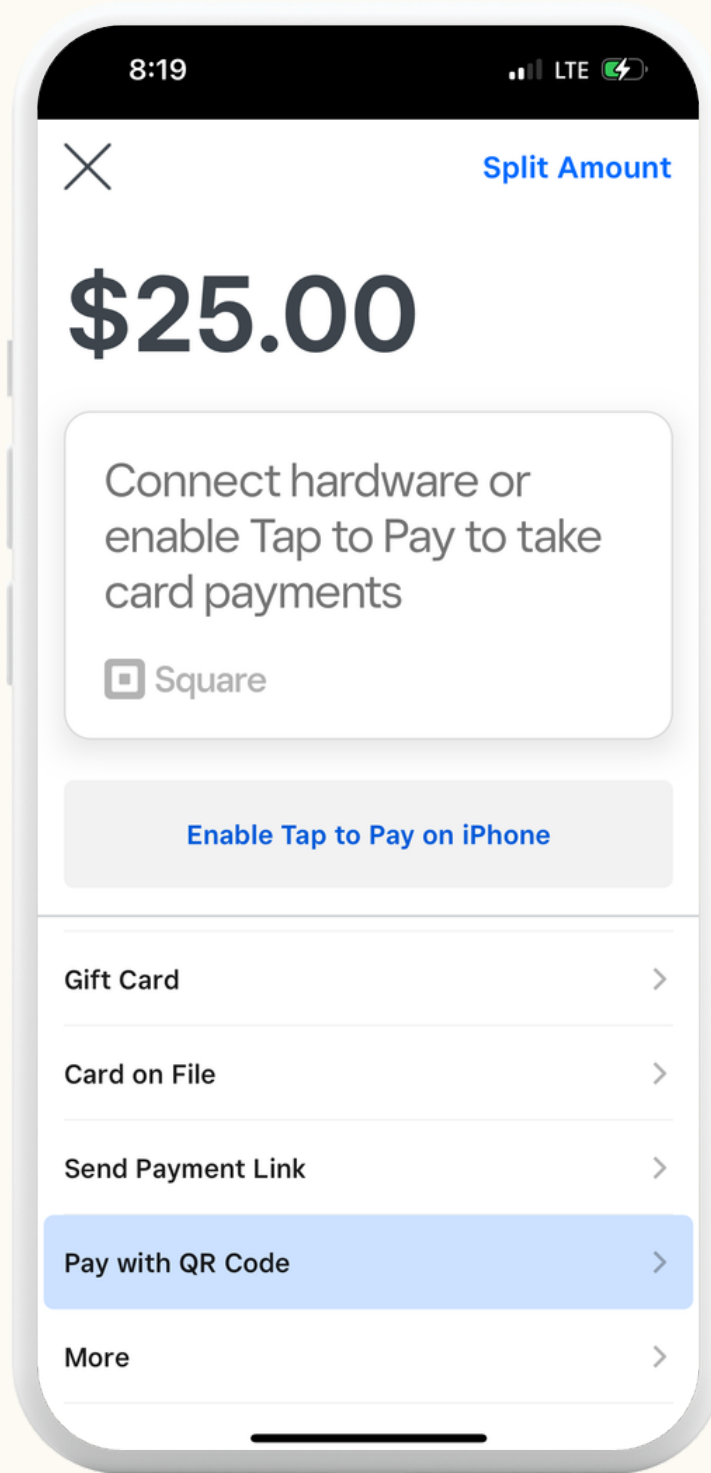 8:19 LTE
Split Amount
$25.00
Connect hardware or
enable Tap to Pay to take
card payments
Square
Enable Tap to Pay on iPhone
Gift Card
Card on File
Send Payment Link
Pay with QR Code
More